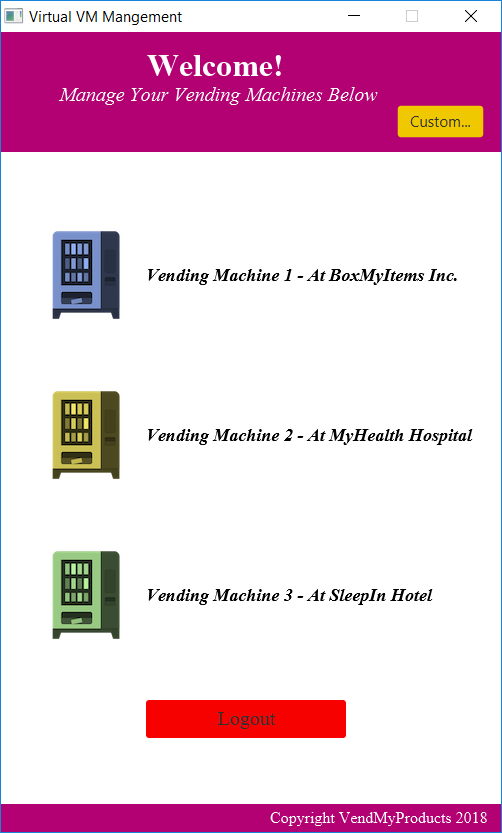 Virtual VM Mangement
Welcome!
Manage Your Vending Machines Below
Custom...
Vending Machine 1 - At BoxMyItems Inc.
Vending Machine 2 - At MyHealth Hospital
Vending Machine 3 - At SleepIn Hotel
Logout
Copyright VendMyProducts 2018